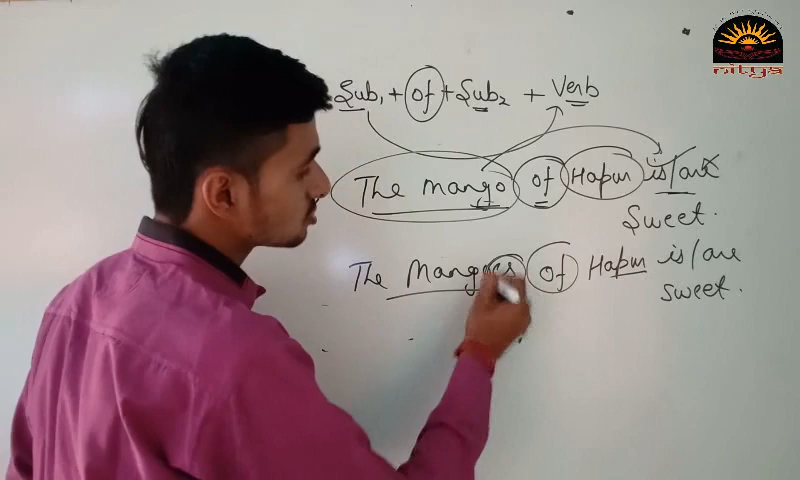 Sub1 + of + Sub2 + Verb
The mango of Hapur is/are
Sweet.
The Mangoes of Hapur is/are
sweet.
nitya